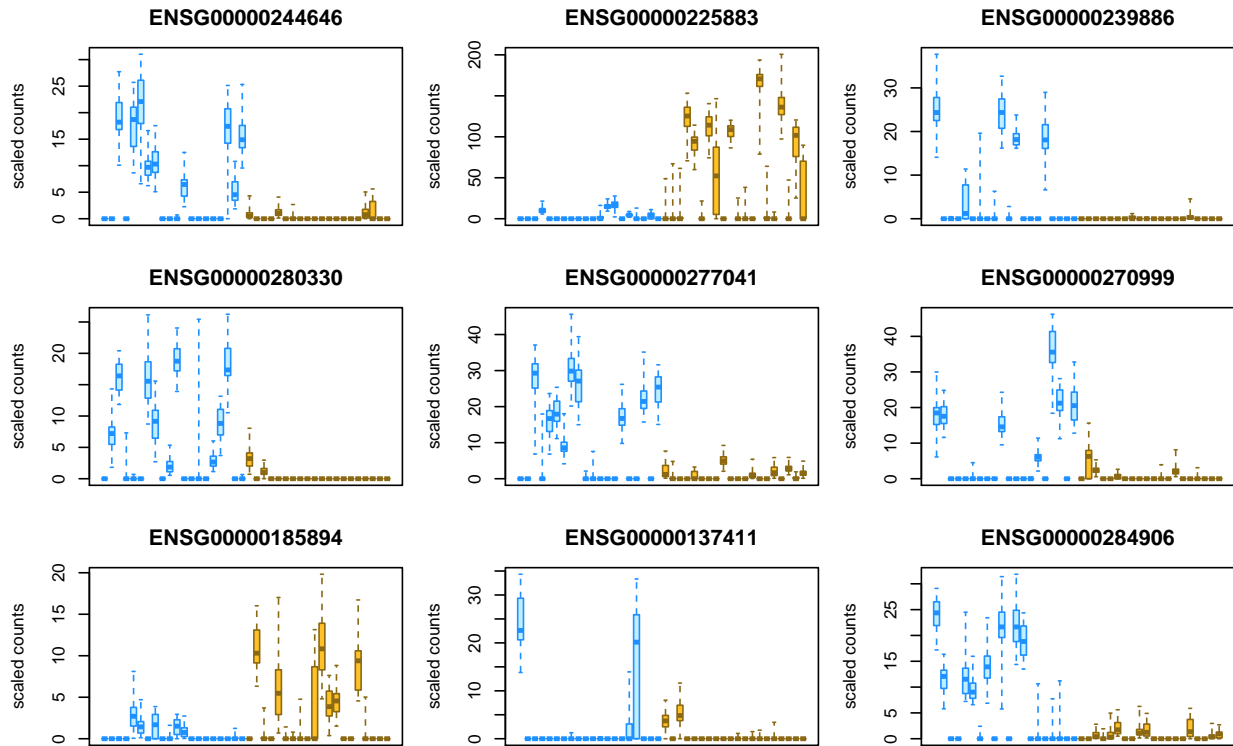 ENSG00000244646
ENSG00000225883
ENSG00000239886
scaled counts
0 5 15 25
scaled counts
0 50 100 200
scaled counts
0 10 20 30
ENSG00000280330
ENSG00000277041
ENSG00000270999
scaled counts
0 5 10 20
scaled counts
0 10 20 30 40
scaled counts
0 10 20 30 40
ENSG00000185894
ENSG00000137411
ENSG00000284906
scaled counts
0 5 10 15 20
scaled counts
0 10 20 30
scaled counts
0 5 15 25